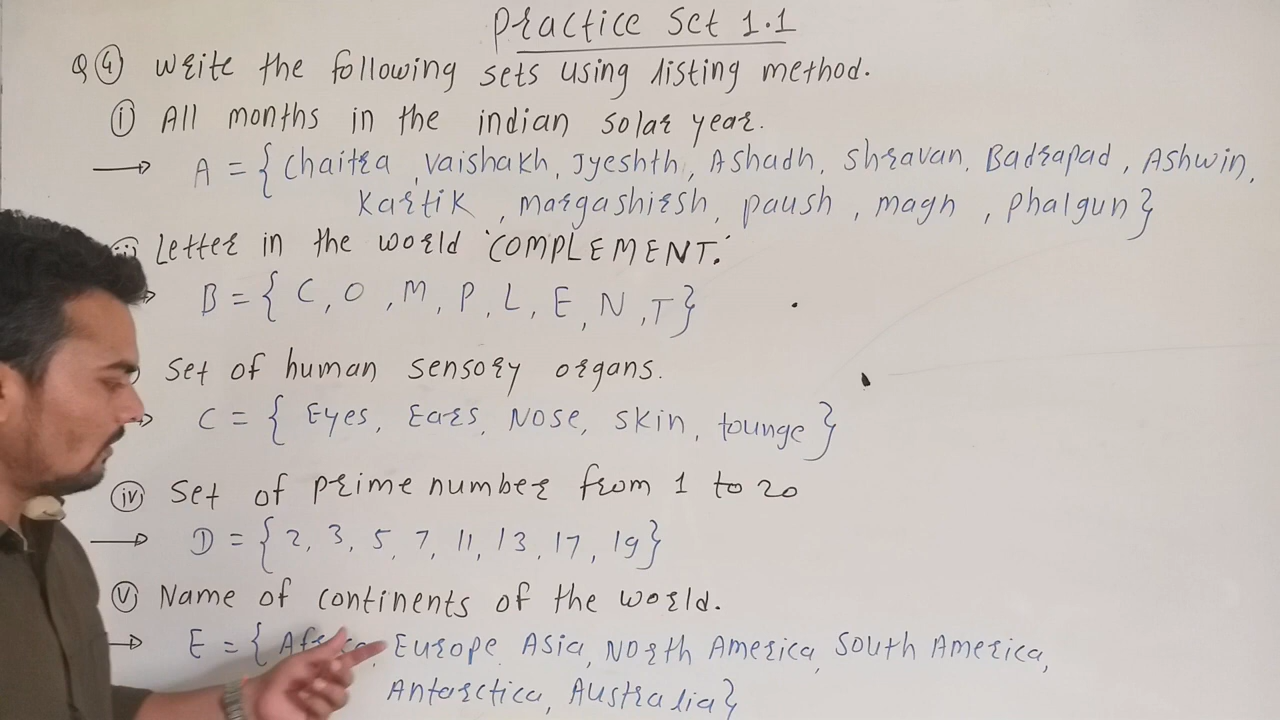 Practice Set 1.1
Q④ Write the following sets using listing method.
ⓘ All months in the indian solar year.
→ A = { Chaitra, Vaishakh, Jyeshth, Ashadh, Shravan, Badrapad, Ashwin,
Kartik, margashirsh, paush, magh, phalgun}
Letter in the world 'COMPLEMENT.'
→ B = { C, O, M, P, L, E, N, T}
Set of human sensory organs.
→ C = { Eyes, Ears, Nose, skin, tounge}
(iv) Set of prime number from 1 to 20
→ D = {2, 3, 5, 7, 11, 13, 17, 19}
(v) Name of continents of the world.
→ E = { Europe, Asia, North America, South America,
Antarctica, Australia}